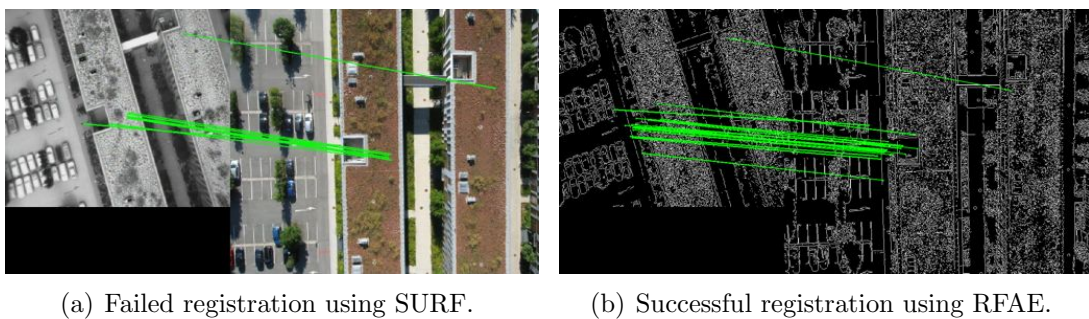 (a) Failed registration using SURF.
(b) Successful registration using RFAE.